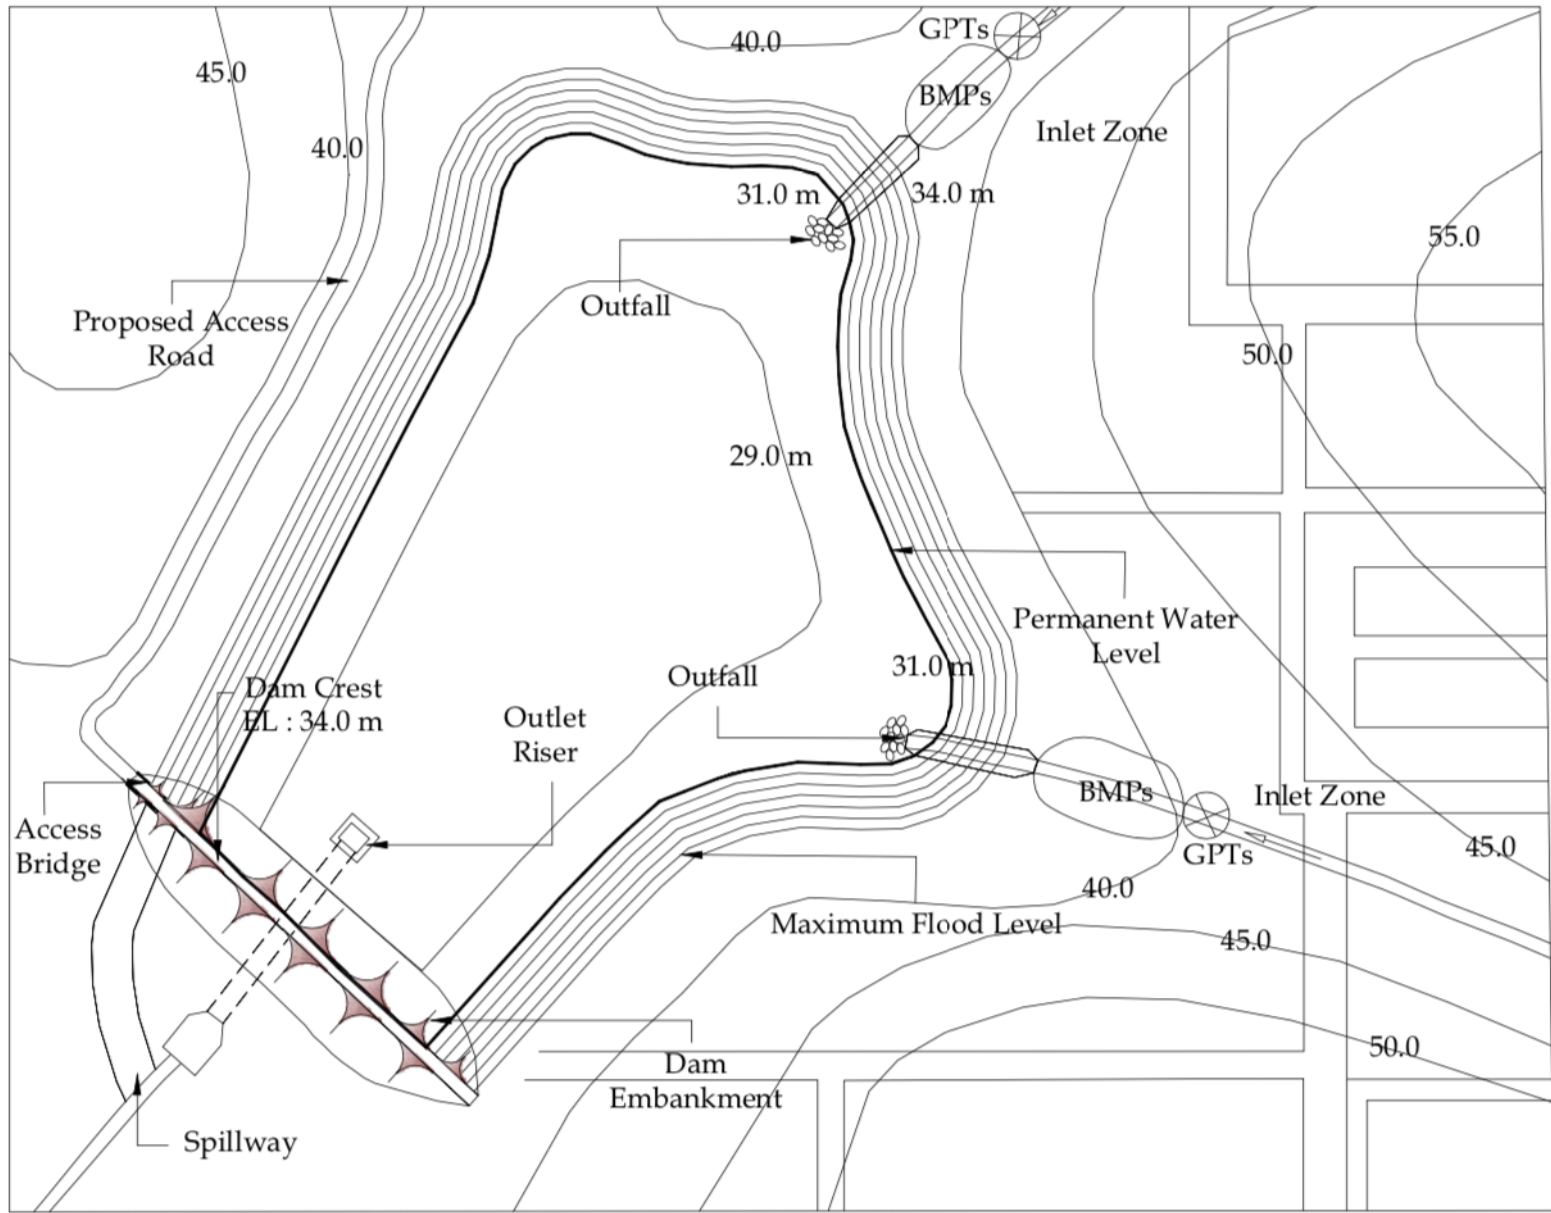 GPTs
40.0
45.0
BMPs
Inlet Zone
40.0
31.0 m
34.0 m
55.0
Outfall
Proposed Access
Road
50.0
29.0 m
Permanent Water
Level
31.0 m
Outfall
Dam Crest
EL : 34.0 m
Outlet
Riser
BMPs
Inlet Zone
Access
Bridge
GPTs
45.0
40.0
Maximum Flood Level
45.0
50.0
Dam
Embankment
Spillway